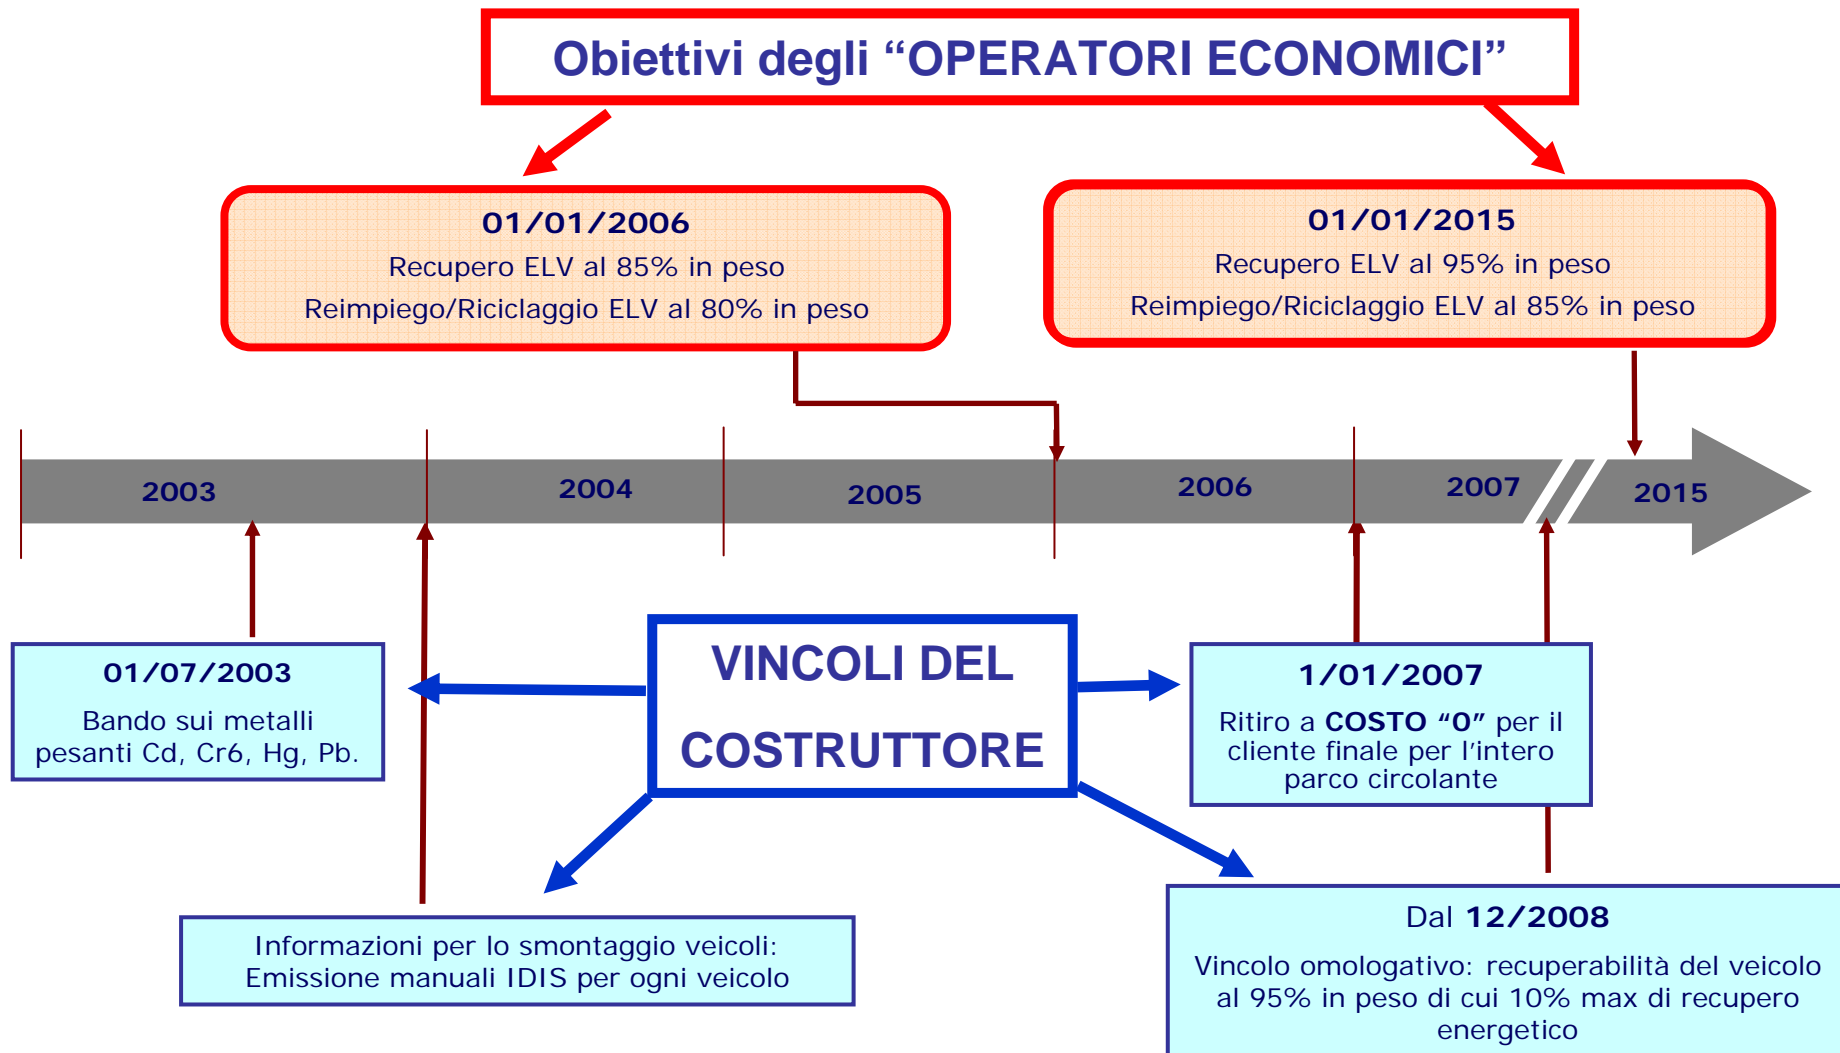 Obiettivi degli “OPERATORI ECONOMICI”
01/01/2006
Recupero ELV al 85% in peso
Reimpiego/Riciclaggio ELV al 80% in peso
01/01/2015
Recupero ELV al 95% in peso
Reimpiego/Riciclaggio ELV al 85% in peso
2003
2004
2005
2006
2007
2015
01/07/2003
Bando sui metalli
pesanti Cd, Cr6, Hg, Pb.
VINCOLI DEL
COSTRUTTORE
1/01/2007
Ritiro a COSTO “0” per il
cliente finale per l’intero
parco circolante
Informazioni per lo smontaggio veicoli:
Emissione manuali IDIS per ogni veicolo
Dal 12/2008
Vincolo omologativo: recuperabilità del veicolo
al 95% in peso di cui 10% max di recupero
energetico